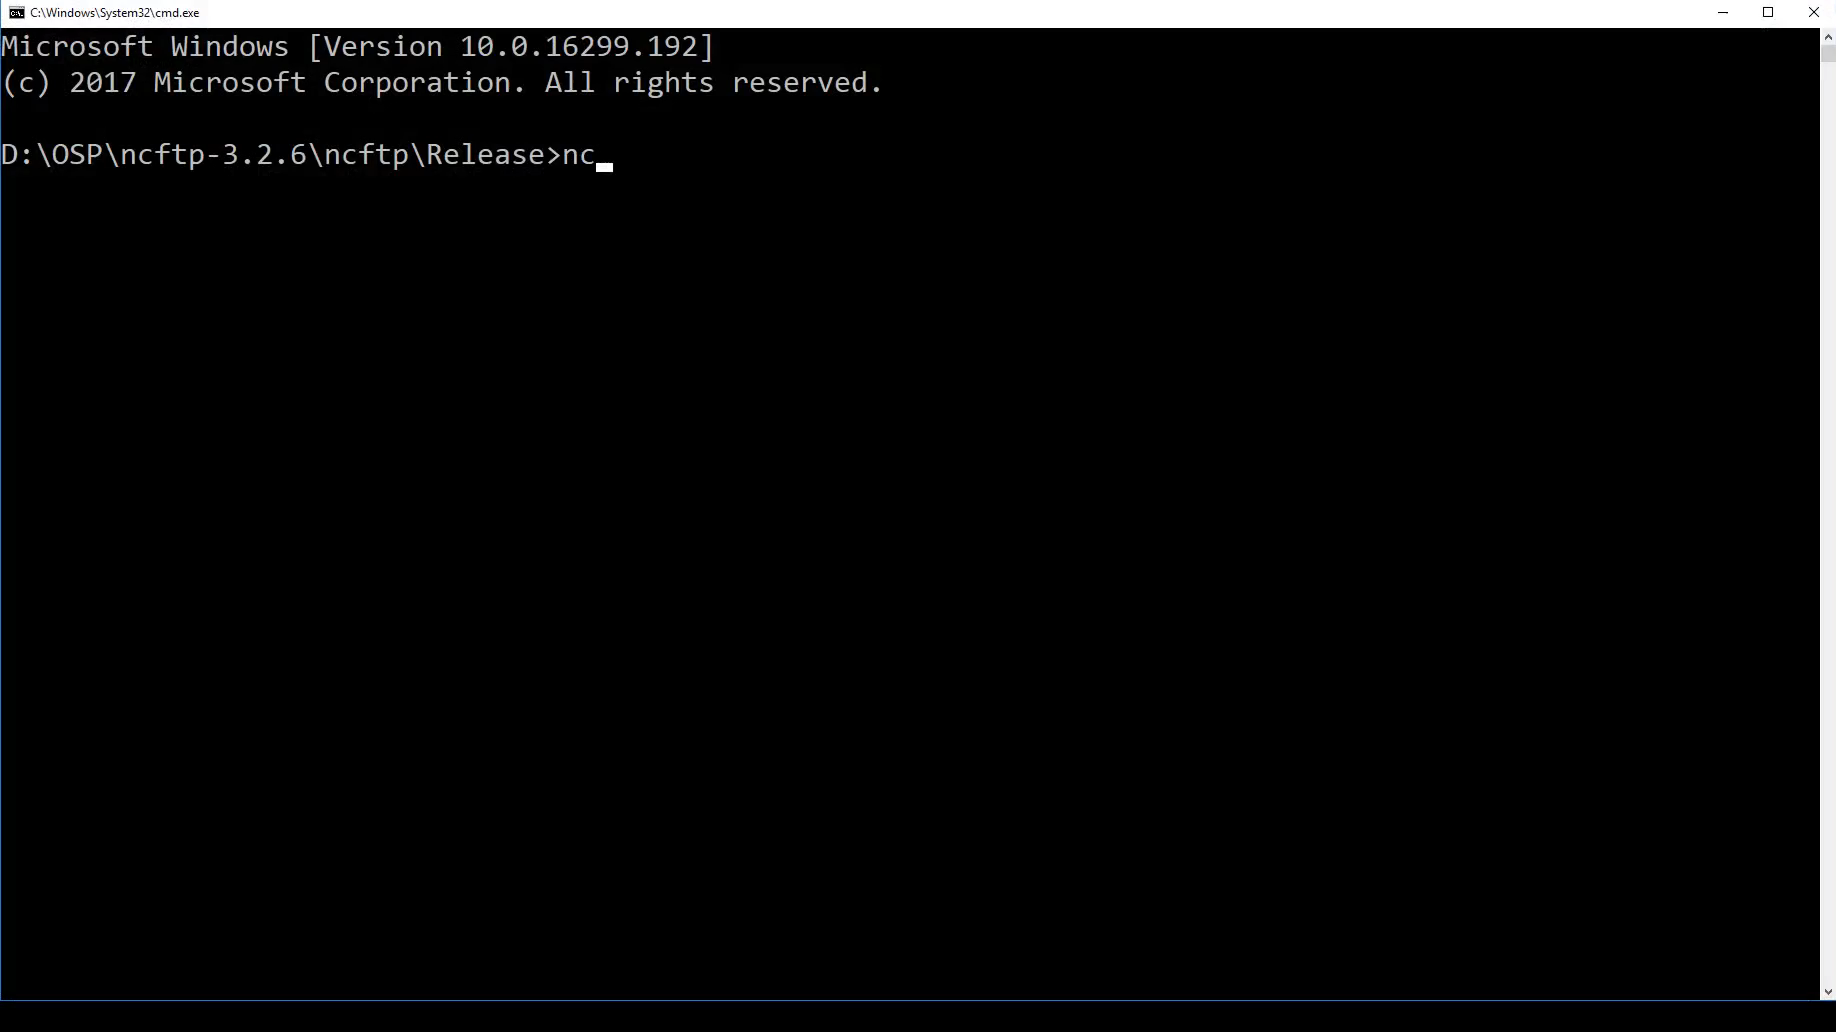 C:\Windows\System32\cmd.exe
Microsoft Windows [Version 10.0.16299.192]
(c) 2017 Microsoft Corporation. All rights reserved.
D:\OSP\ncftp-3.2.6\ncftp\Release>nc